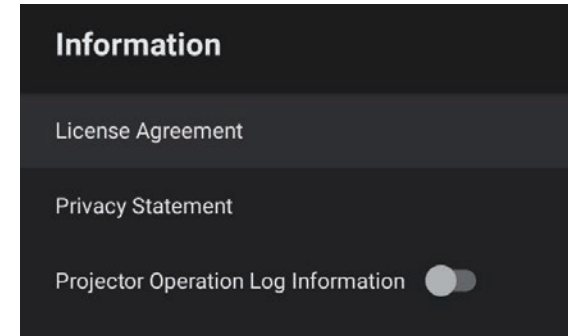 Information
License Agreement
Privacy Statement
Projector Operation Log Information